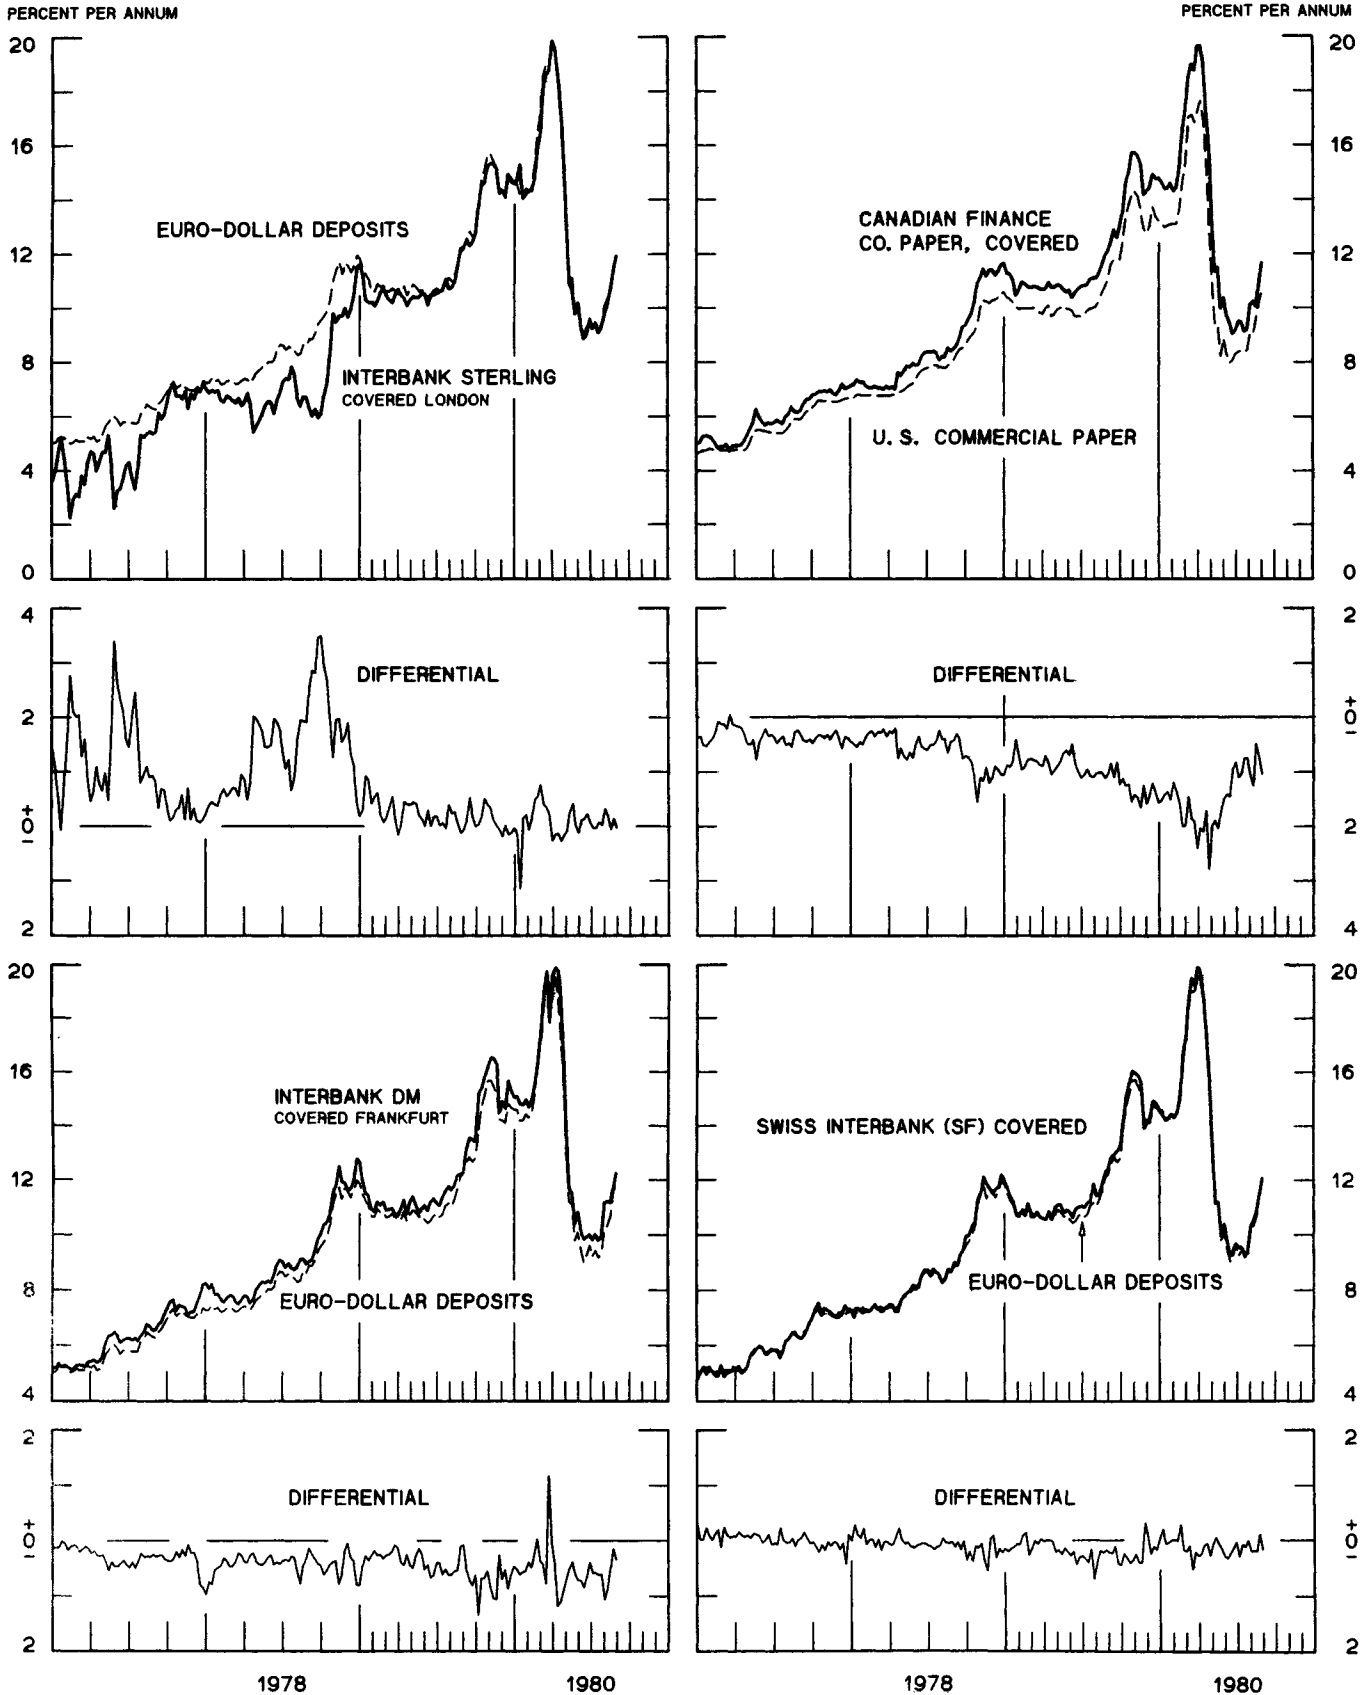 PERCENT PER ANNUM
PERCENT PER ANNUM
20
16
12
8
4
0
EURO-DOLLAR DEPOSITS
INTERBANK STERLING
COVERED LONDON
20
16
12
8
4
0
CANADIAN FINANCE
CO. PAPER, COVERED
U. S. COMMERCIAL PAPER
4
2
+
0
−
2
DIFFERENTIAL
2
+
0
−
2
4
DIFFERENTIAL
20
16
12
8
4
INTERBANK DM
COVERED FRANKFURT
EURO-DOLLAR DEPOSITS
20
16
12
8
4
SWISS INTERBANK (SF) COVERED
EURO-DOLLAR DEPOSITS
2
+
0
−
2
DIFFERENTIAL
2
+
0
−
2
DIFFERENTIAL
1978
1980
1978
1980